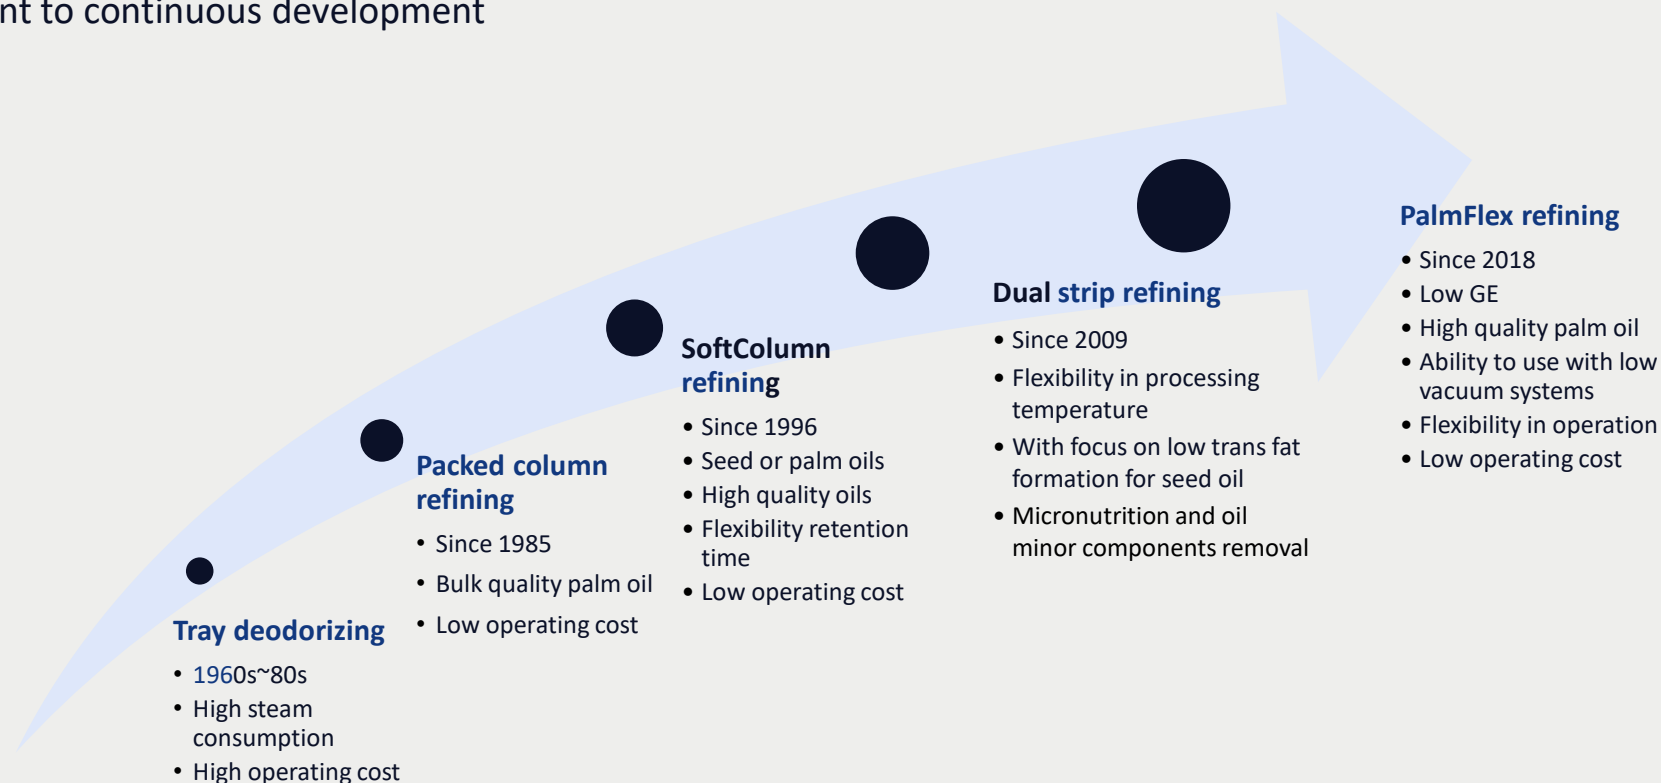 nt to continuous development
Tray deodorizing
• 1960s~80s
• High steam
consumption
• High operating cost
Packed column
refining
• Since 1985
• Bulk quality palm oil
• Low operating cost
SoftColumn
refining
• Since 1996
• Seed or palm oils
• High quality oils
• Flexibility retention
time
• Low operating cost
Dual strip refining
• Since 2009
• Flexibility in processing
temperature
• With focus on low trans fat
formation for seed oil
• Micronutrition and oil
minor components removal
PalmFlex refining
• Since 2018
• Low GE
• High quality palm oil
• Ability to use with low
vacuum systems
• Flexibility in operation
• Low operating cost